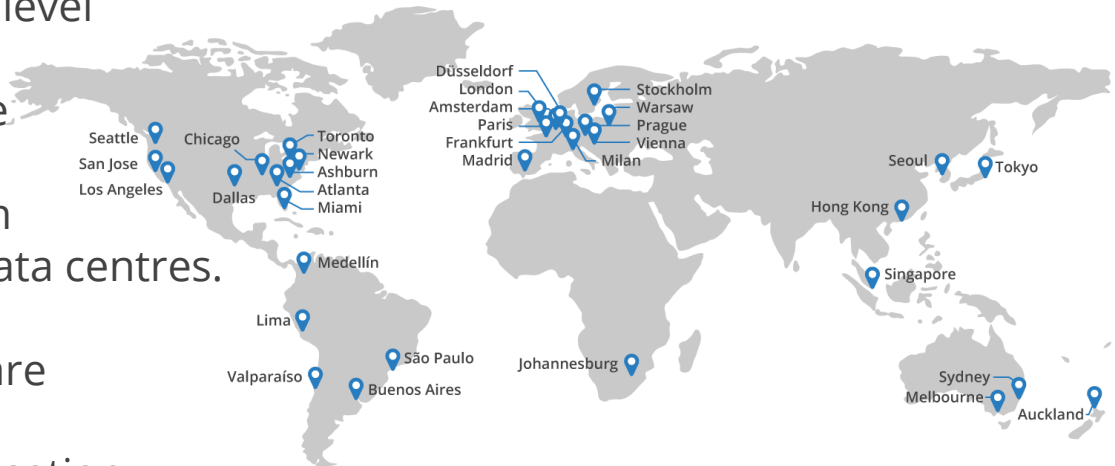 level
e
n
ata centres.
are
Seattle
San Jose
Los Angeles
Chicago
Dallas
Toronto
Newark
Ashburn
Atlanta
Miami
Medellín
Lima
São Paulo
Valparaíso
Buenos Aires
Düsseldorf
London
Amsterdam
Paris
Frankfurt
Madrid
Stockholm
Warsaw
Prague
Vienna
Milan
Johannesburg
Seoul
Tokyo
Hong Kong
Singapore
Sydney
Melbourne
Auckland